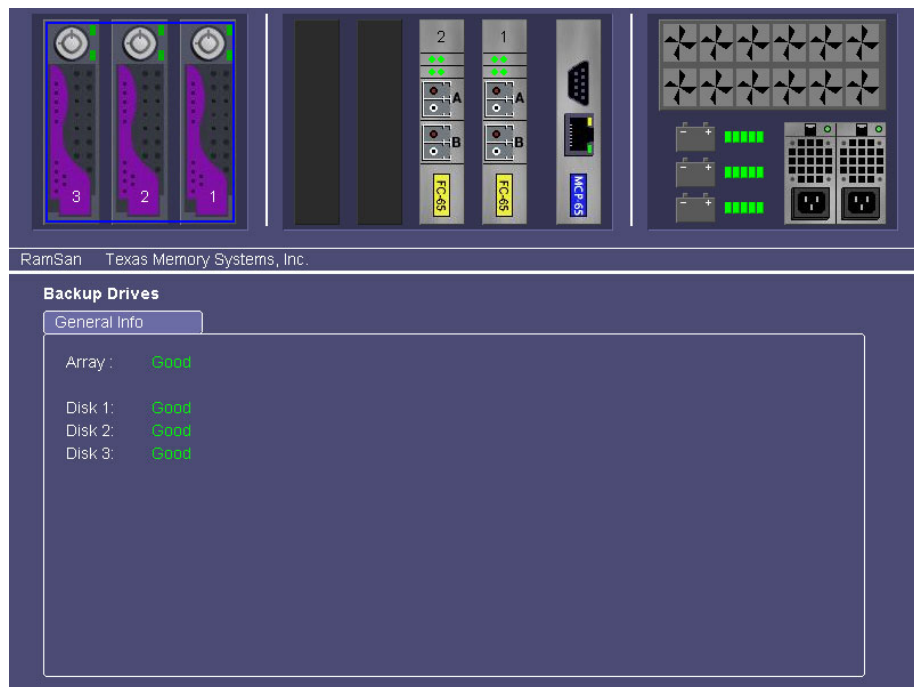 3 2 1
2 1
A A
B B
FC-65 FC-65 MCP-65
- +
- +
- +
RamSan Texas Memory Systems, Inc.
Backup Drives
General Info
Array : Good
Disk 1: Good
Disk 2: Good
Disk 3: Good